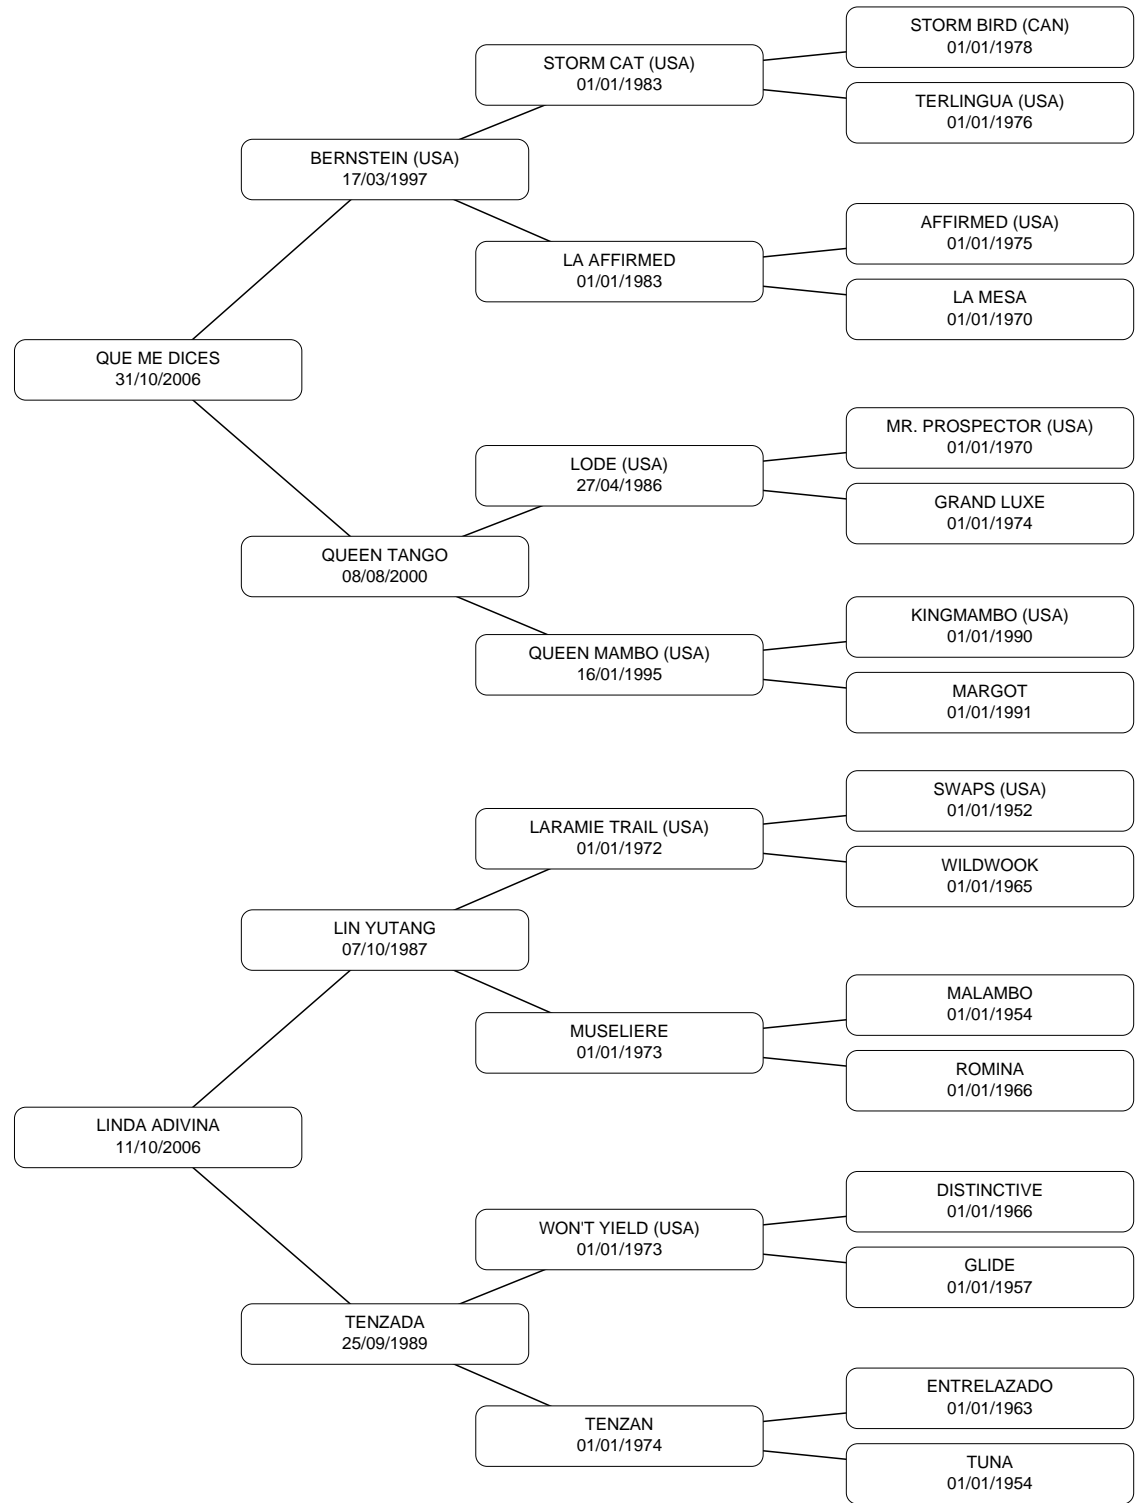 STORM BIRD (CAN)
01/01/1978
STORM CAT (USA)
01/01/1983
TERLINGUA (USA)
01/01/1976
BERNSTEIN (USA)
17/03/1997
AFFIRMED (USA)
01/01/1975
LA AFFIRMED
01/01/1983
LA MESA
01/01/1970
QUE ME DICES
31/10/2006
MR. PROSPECTOR (USA)
01/01/1970
LODE (USA)
27/04/1986
GRAND LUXE
01/01/1974
QUEEN TANGO
08/08/2000
KINGMAMBO (USA)
01/01/1990
QUEEN MAMBO (USA)
16/01/1995
MARGOT
01/01/1991
SWAPS (USA)
01/01/1952
LARAMIE TRAIL (USA)
01/01/1972
WILDWOOK
01/01/1965
LIN YUTANG
07/10/1987
MALAMBO
01/01/1954
MUSELIERE
01/01/1973
ROMINA
01/01/1966
LINDA ADIVINA
11/10/2006
DISTINCTIVE
01/01/1966
WON'T YIELD (USA)
01/01/1973
GLIDE
01/01/1957
TENZADA
25/09/1989
ENTRELAZADO
01/01/1963
TENZAN
01/01/1974
TUNA
01/01/1954